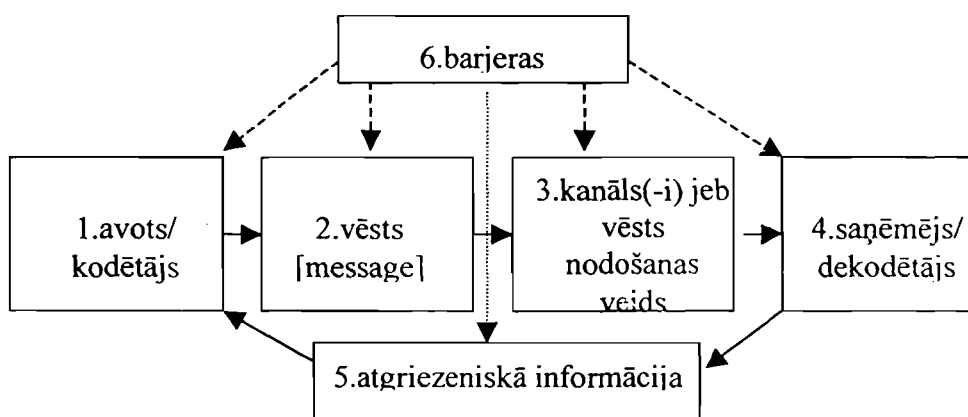 6.barjeras
1.avots/
kodētājs
2.vēsts
[message]
3.kanāls(-i) jeb
vēsts
nodošanas
veids
4.saņēmējs/
dekodētājs
5.atgriezeniskā informācija